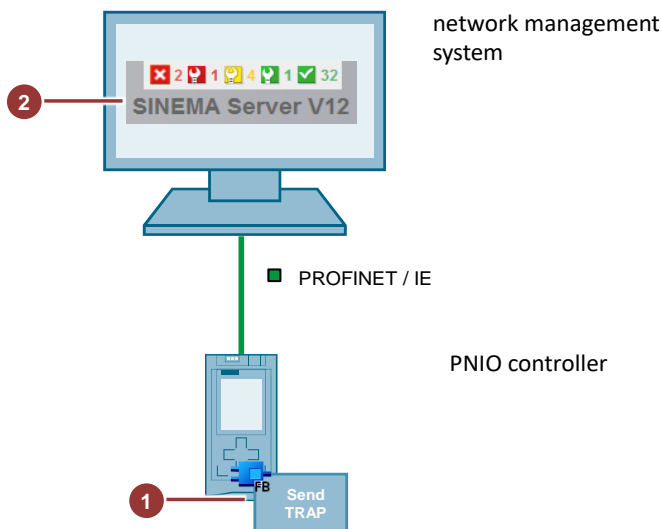 network management
system
2 1 4 1 32
2
SINEMA Server V12
PROFINET / IE
PNIO controller
FB
1
Send
TRAP